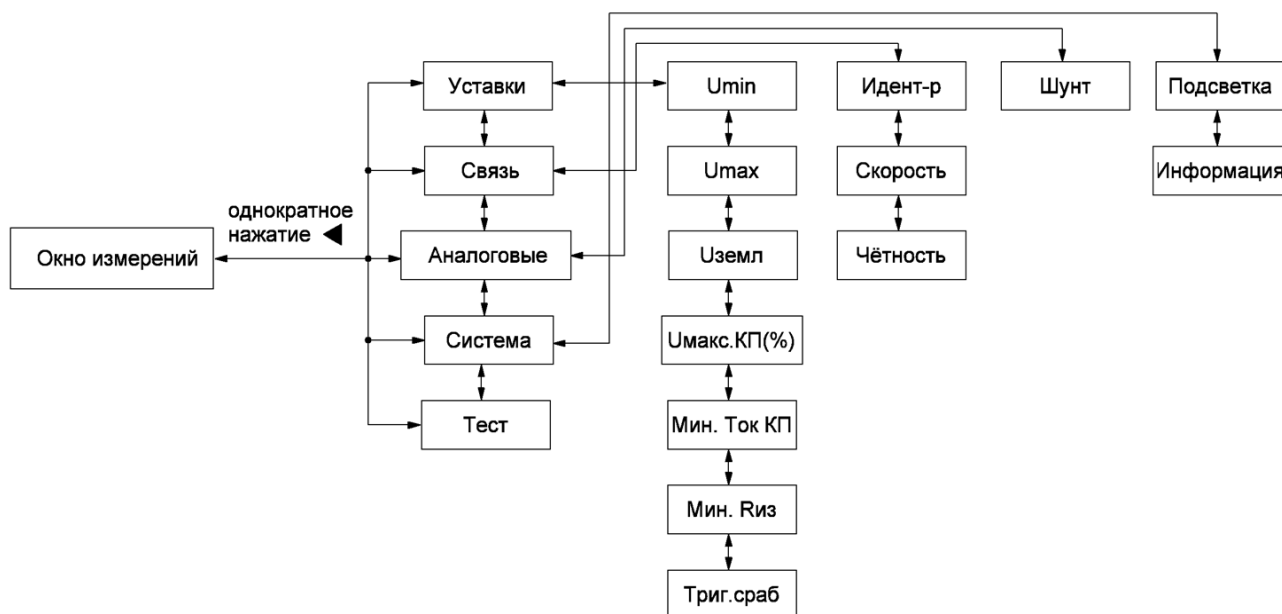 Уставки
Umin
Идент-р
Шунт
Подсветка
Связь
Umax
Скорость
Информация
однократное
нажатие
Окно измерений
Аналоговые
Uземл
Чётность
Система
Uмакс.КП(%)
Тест
Мин. Ток КП
Мин. Rиз
Триг.сраб